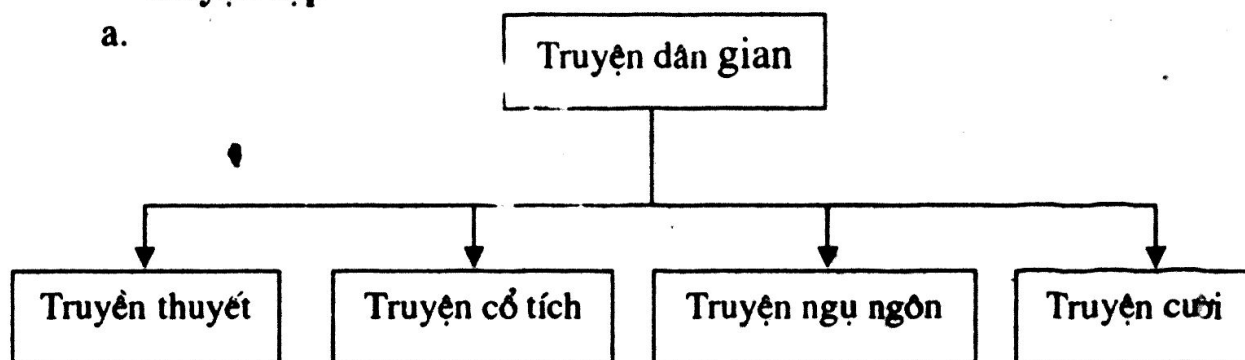 a.
Truyện dân gian
Truyền thuyết
Truyện cổ tích
Truyện ngụ ngôn
Truyện cười